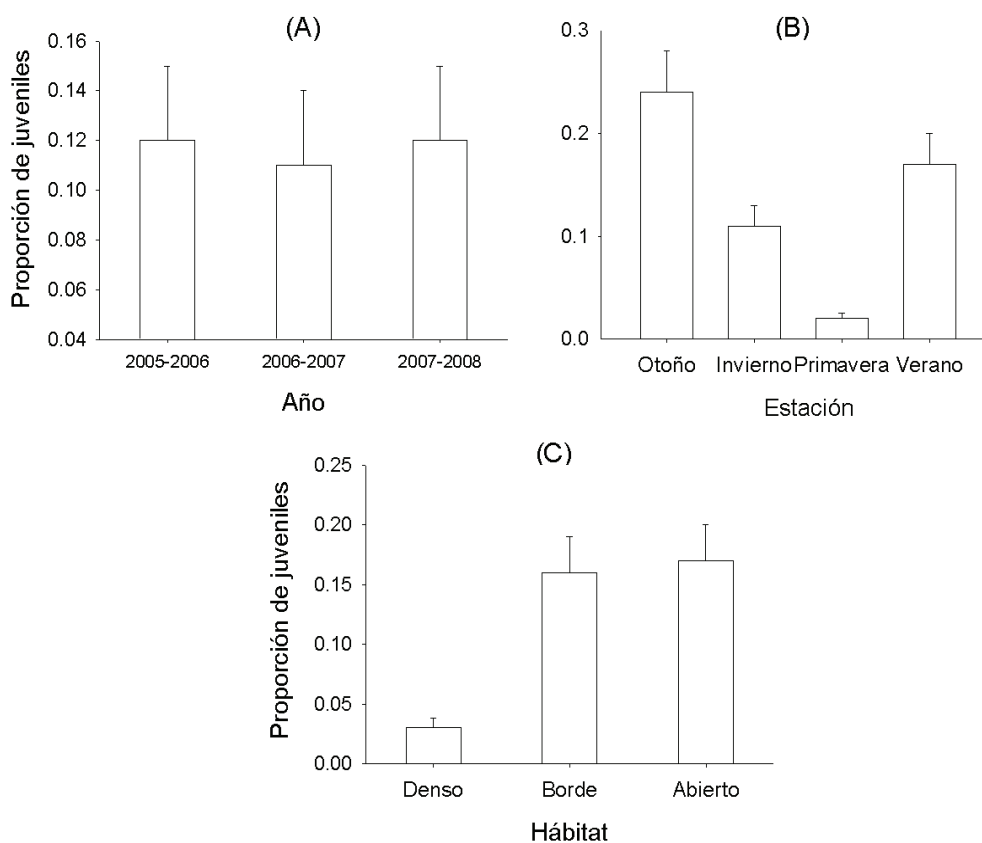 (A)
Proporción de juveniles
0.16
0.14
0.12
0.10
0.08
0.06
0.04
2005-2006 2006-2007 2007-2008
Año
(B)
0.3
0.2
0.1
0.0
Otoño Invierno Primavera Verano
Estación
(C)
Proporción de juveniles
0.25
0.20
0.15
0.10
0.05
0.00
Denso Borde Abierto
Hábitat